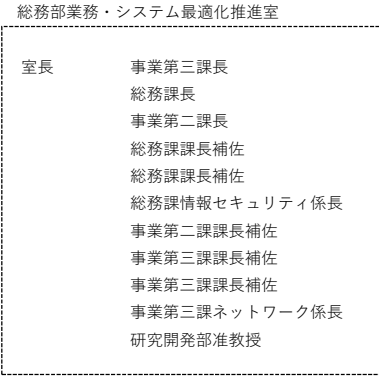 総務部業務・システム最適化推進室
室長 事業第三課長
総務課長
事業第二課長
総務課課長補佐
総務課課長補佐
総務課情報セキュリティ係長
事業第二課課長補佐
事業第三課課長補佐
事業第三課課長補佐
事業第三課ネットワーク係長
研究開発部准教授